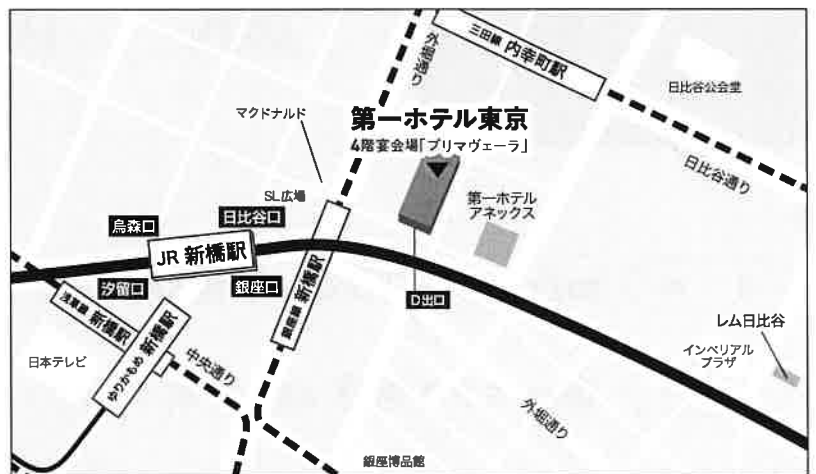 外堀通り
三田線 内幸町駅
日比谷公会堂
マクドナルド
第一ホテル東京
4階宴会場「プリマヴェーラ」
日比谷通り
SL広場
第一ホテル
アネックス
烏森口
日比谷口
JR 新橋駅
汐留口
銀座口
銀座線 新橋駅
D出口
浅草線 新橋駅
ゆりかもめ 新橋駅
日本テレビ
中央通り
レム日比谷
インペリアル
プラザ
外堀通り
銀座博品館